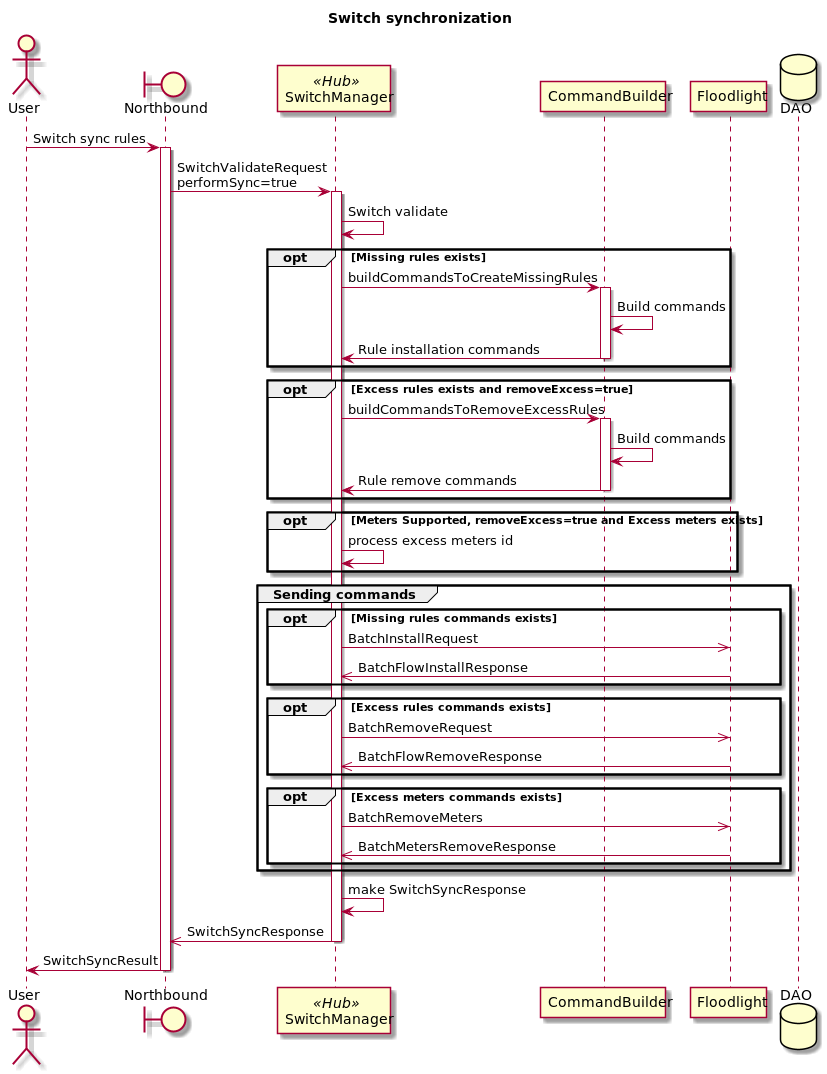 Switch synchronization
User
Northbound
«Hub»
SwitchManager
CommandBuilder
Floodlight
DAO
Switch sync rules
SwitchValidateRequest
performSync=true
Switch validate
opt [Missing rules exists]
buildCommandsToCreateMissingRules
Build commands
Rule installation commands
opt [Excess rules exists and removeExcess=true]
buildCommandsToRemoveExcessRules
Build commands
Rule remove commands
opt [Meters Supported, removeExcess=true and Excess meters exists]
process excess meters id
Sending commands
opt [Missing rules commands exists]
BatchInstallRequest
BatchFlowInstallResponse
opt [Excess rules commands exists]
BatchRemoveRequest
BatchFlowRemoveResponse
opt [Excess meters commands exists]
BatchRemoveMeters
BatchMetersRemoveResponse
make SwitchSyncResponse
SwitchSyncResponse
SwitchSyncResult
User
Northbound
«Hub»
SwitchManager
CommandBuilder
Floodlight
DAO